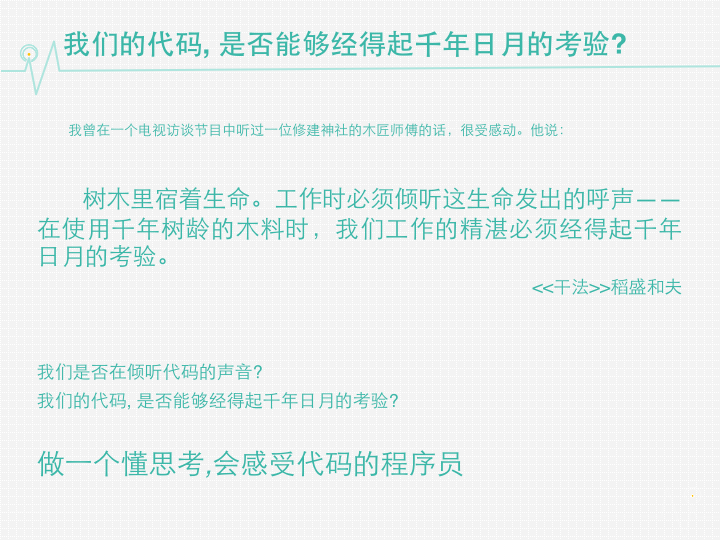 我们的代码, 是否能够经得起千年日月的考验?
我曾在一个电视访谈节目中听过一位修建神社的木匠师傅的话，很受感动。他说：
树木里宿着生命。工作时必须倾听这生命发出的呼声——
在使用千年树龄的木料时，我们工作的精湛必须经得起千年
日月的考验。
<<干法>>稻盛和夫
我们是否在倾听代码的声音?
我们的代码, 是否能够经得起千年日月的考验?
做一个懂思考,会感受代码的程序员